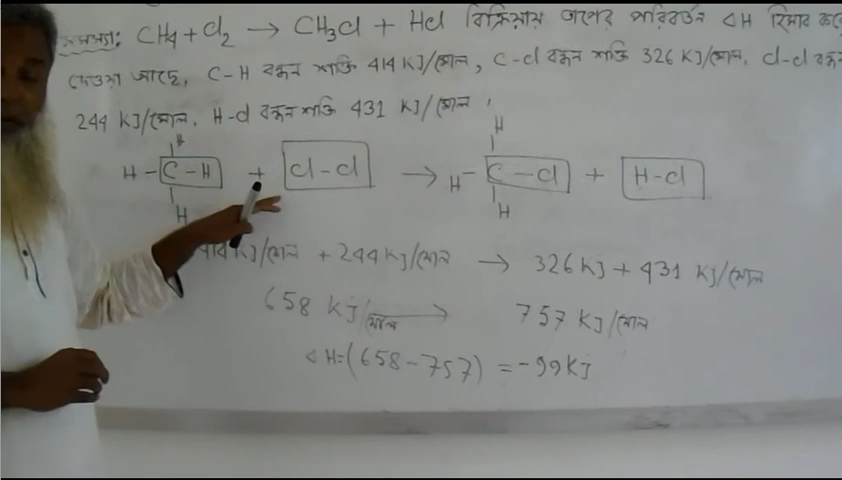 সমস্যা: CH4 + Cl2 → CH3Cl + HCl বিক্রিয়ায় তাপের পরিবর্তন ΔH হিসাব কর
দেওয়া আছে, C-H বন্ধন শক্তি 414 KJ/মোল, C-Cl বন্ধন শক্তি 326 KJ/মোল, Cl-Cl বন্ধন
244 KJ/মোল, H-Cl বন্ধন শক্তি 431 KJ/মোল,
H H
H-C-H + Cl-Cl → H-C-Cl + H-Cl
H H
414 KJ/মোল + 244 KJ/মোল → 326 KJ + 431 KJ/মোল
658 KJ/মোল → 757 KJ/মোল
ΔH=(658-757) = -99 KJ